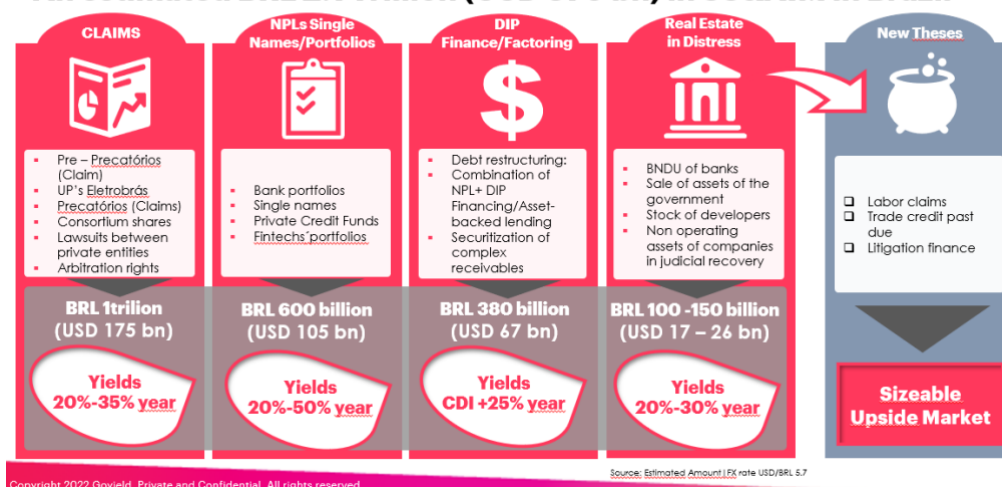 CLAIMS
Pre – Precatórios
(Claim)
UP's Eletrobrás
Precatórios (Claims)
Consortium shares
Lawsuits between
private entities
Arbitration rights
BRL 1trilion
(USD 175 bn)
Yields
20%-35% year
NPLs Single
Names/Portfolios
Bank portfolios
Single names
Private Credit Funds
Fintechs´portfolios
BRL 600 billion
(USD 105 bn)
Yields
20%-50% year
DIP
Finance/Factoring
$
Debt restructuring:
Combination of
NPL+ DIP
Financing/Asset-
backed lending
Securitization of
complex
receivables
BRL 380 billion
(USD 67 bn)
Yields
CDI +25% year
Real Estate
in Distress
BNDU of banks
Sale of assets of the
government
Stock of developers
Non operating
assets of companies
in judicial recovery
BRL 100 -150 billion
(USD 17 – 26 bn)
Yields
20%-30% year
New Theses
Labor claims
Trade credit past
due
Litigation finance
Sizeable
Upside Market
Source: Estimated Amount | FX rate USD/BRL 5.7
Copyright 2022 Goyield. Private and Confidential. All rights reserved